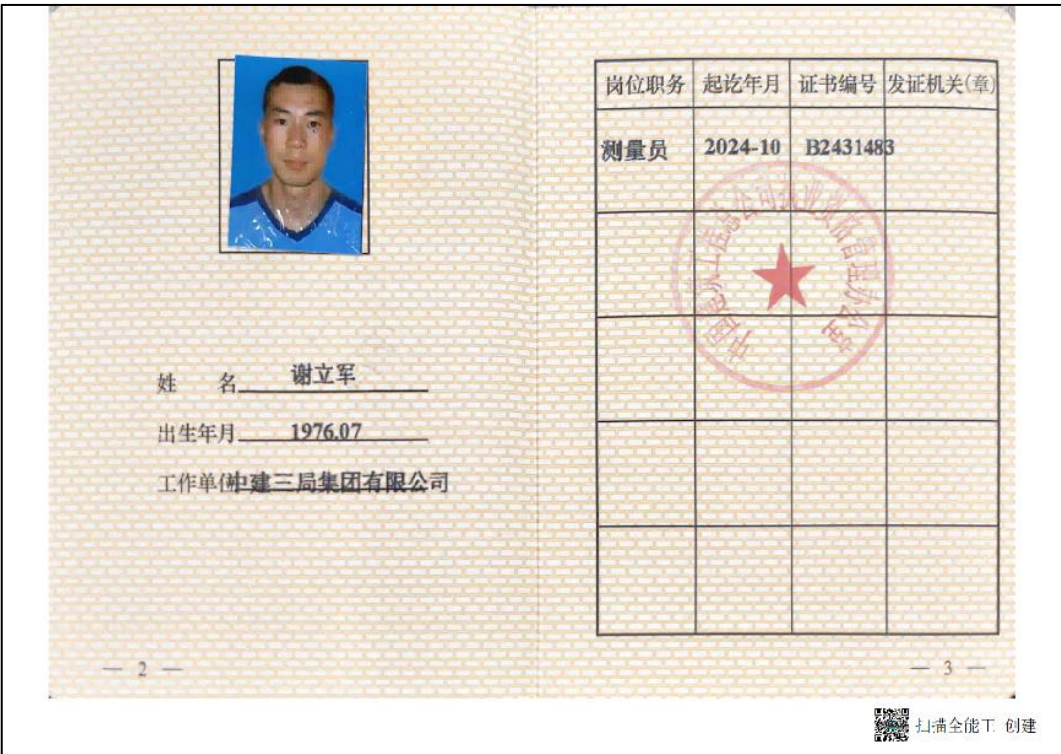 姓 名 谢立军
出生年月 1976.07
工作单位 中建三局集团有限公司
— 2 —
岗位职务 起讫年月 证书编号 发证机关(章)
测量员 2024-10 B2431483
— 3 —
扫描全能王 创建